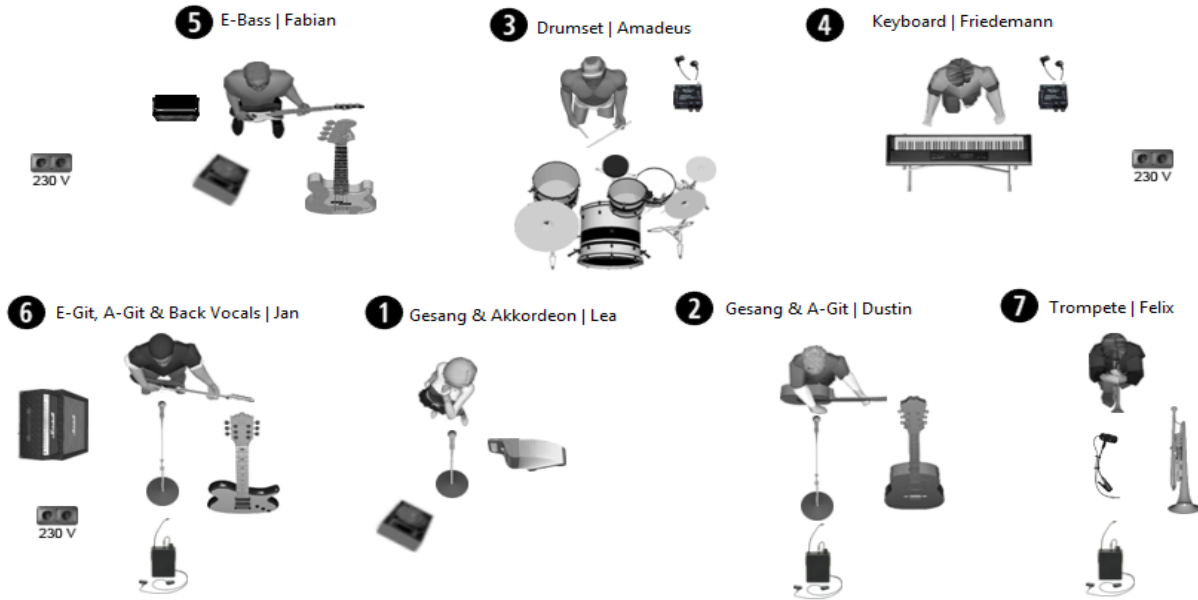 5 E-Bass | Fabian
3 Drumset | Amadeus
4 Keyboard | Friedemann
230 V
230 V
6 E-Git, A-Git & Back Vocals | Jan
1 Gesang & Akkordeon | Lea
2 Gesang & A-Git | Dustin
7 Trompete | Felix
230 V